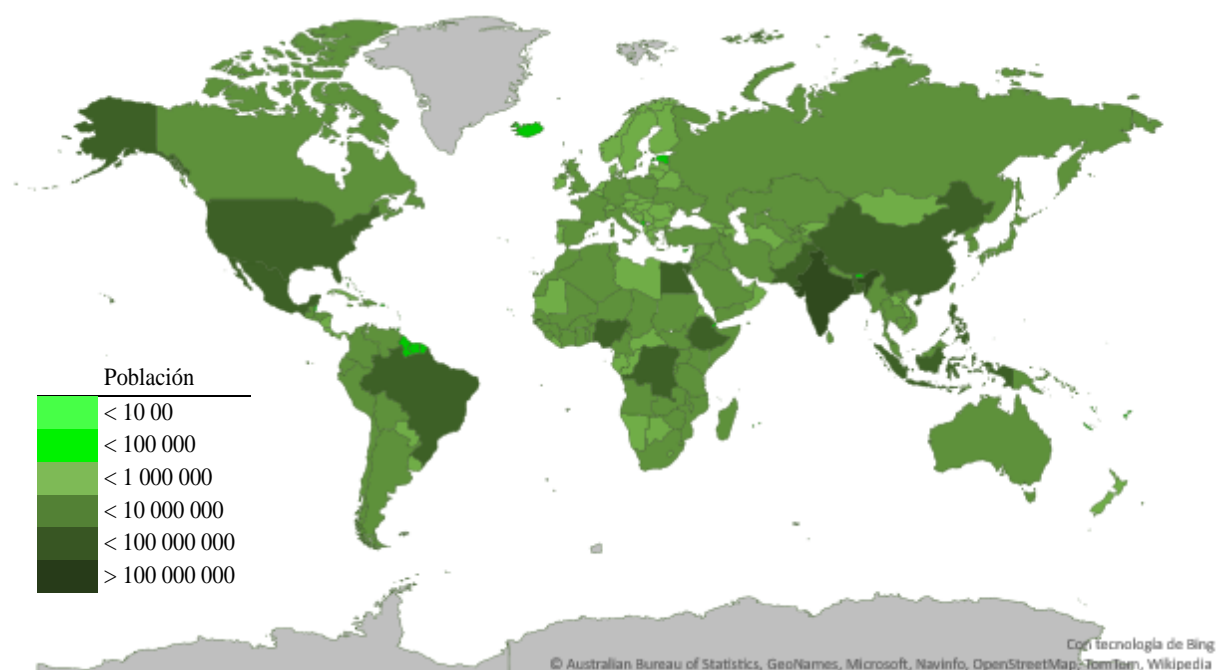 Población
< 10 00
< 100 000
< 1 000 000
< 10 000 000
< 100 000 000
> 100 000 000
Con tecnología de Bing
© Australian Bureau of Statistics, GeoNames, Microsoft, Navinfo, OpenStreetMap, TomTom, Wikipedia